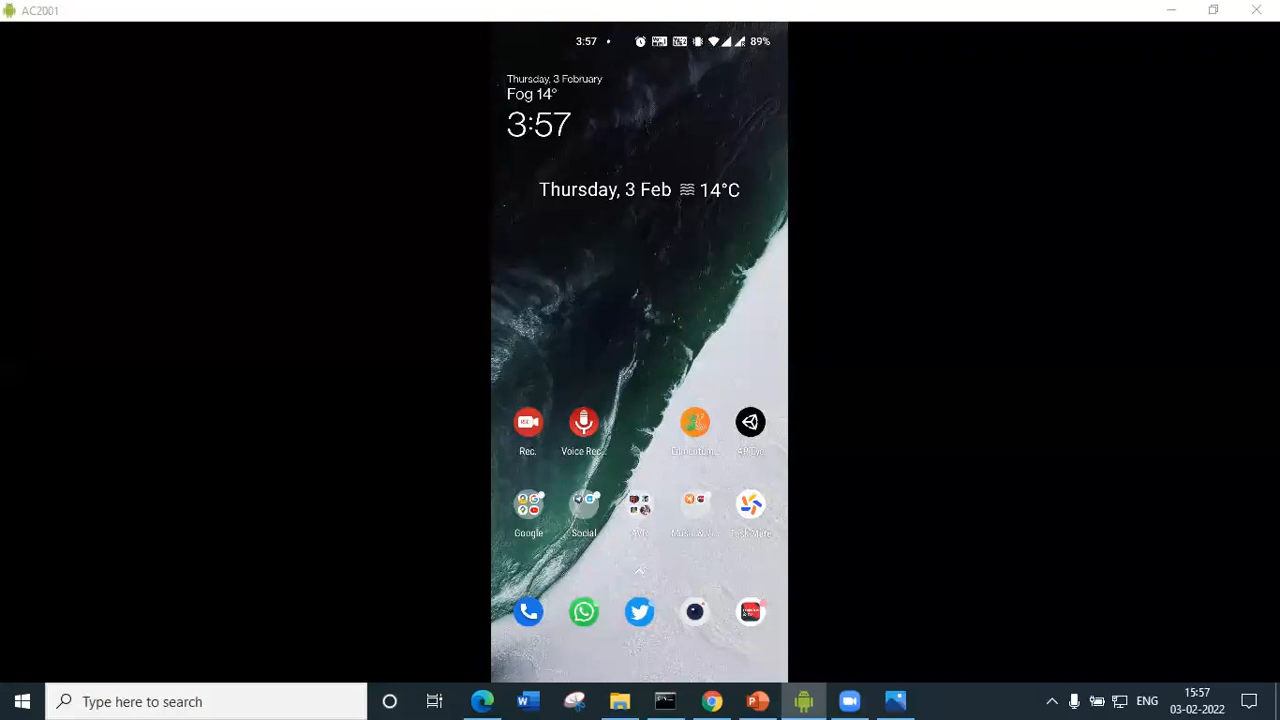 AC2001
3:57
89%
Thursday, 3 February
Fog 14°
3:57
Thursday, 3 Feb 14°C
REC
Rec.
Voice Rec...
Google
Social
Type here to search
ENG
15:57
03-02-2022